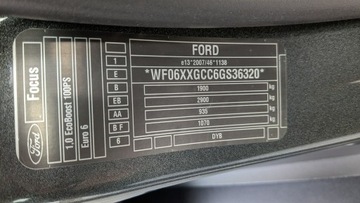 FORD
e13*2007/46*1138
*WF06XXGCC6GS36320*
1
E
B 1900 kg
EB 2900 kg
AA 935 kg
B F 1070 kg
6 DYB
Focus
1,0 EcoBoost 100PS
Euro 6
Ford